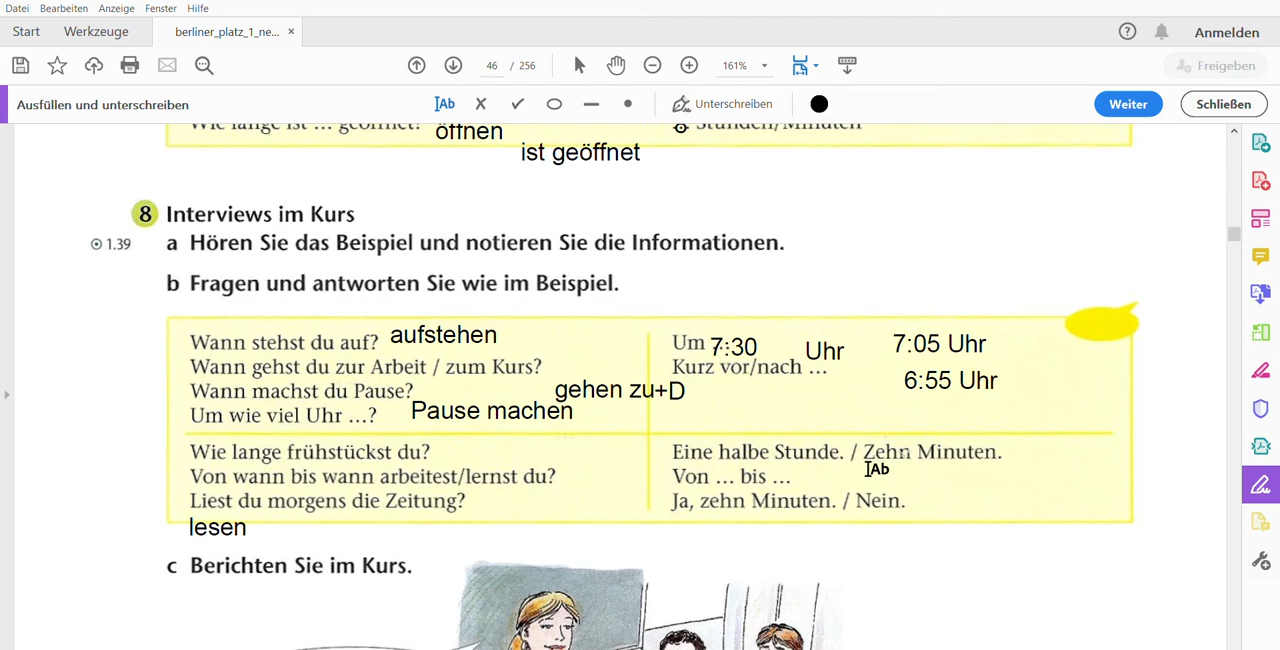 Datei Bearbeiten Anzeige Fenster Hilfe
Start Werkzeuge berliner_platz_1_ne... × Anmelden
46 / 256 161% Freigeben
Ausfüllen und unterschreiben Ab Unterschreiben Weiter Schließen
Wie lange ist ... geöffnet? öffnen Stunden/Minuten
ist geöffnet
8 Interviews im Kurs
1.39 a Hören Sie das Beispiel und notieren Sie die Informationen.
b Fragen und antworten Sie wie im Beispiel.
Wann stehst du auf? aufstehen Um 7:30 Uhr 7:05 Uhr
Wann gehst du zur Arbeit / zum Kurs? Kurz vor/nach ... 6:55 Uhr
Wann machst du Pause? gehen zu+D
Um wie viel Uhr ...? Pause machen
Wie lange frühstückst du? Eine halbe Stunde. / Zehn Minuten.
Von wann bis wann arbeitest/lernst du? Von ... bis ... Ab
Liest du morgens die Zeitung? Ja, zehn Minuten. / Nein.
lesen
c Berichten Sie im Kurs.